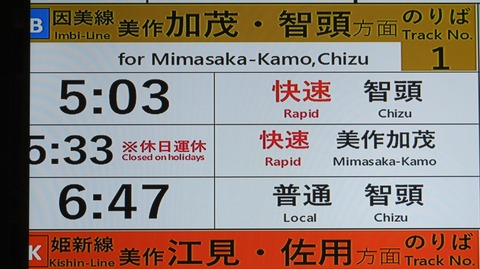 B 因美線 美作 加茂・智頭 方面 のりば
Imbi-Line Track No.
for Mimasaka-Kamo,Chizu 1
5:03 快速 智頭
Rapid Chizu
5:33 ※休日運休 快速 美作加茂
Closed on holidays Rapid Mimasaka-Kamo
6:47 普通 智頭
Local Chizu
K 姫新線 美作 江見・佐用 方面 のりば
Kishin-Line Track No.